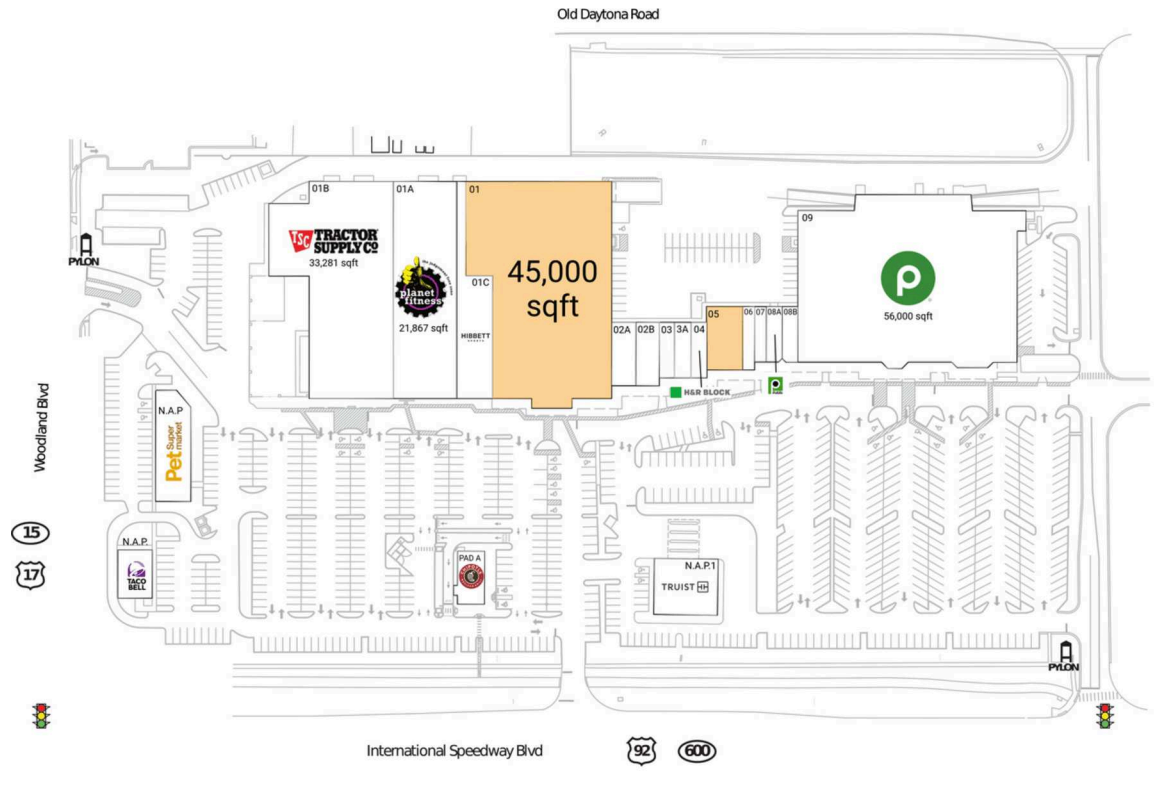 Old Daytona Road
01B
01A
01
09
TSC TRACTOR
SUPPLY CO
33,281 sqft
planet
fitness
21,867 sqft
01C
HIBBETT
45,000
sqft
56,000 sqft
PYLON
02A
02B
03
3A
04
05
06
07
08A
08B
H&R BLOCK
Woodland Blvd
N.A.P
Pet Super
market
15
17
N.A.P.
TACO
BELL
PAD A
N.A.P.1
TRUIST
PYLON
International Speedway Blvd
92
600